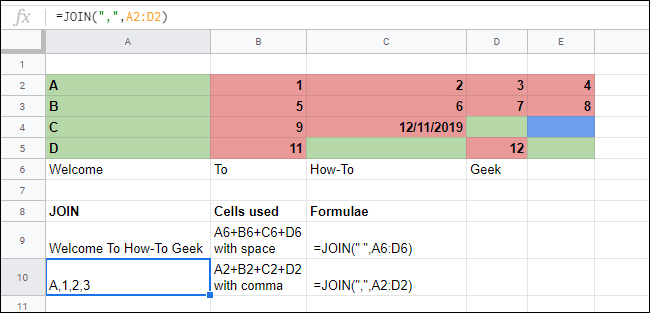 fx =JOIN(",",A2:D2)
A B C D E
1
2 A 1 2 3 4
3 B 5 6 7 8
4 C 9 12/11/2019
5 D 11 12
6 Welcome To How-To Geek
7
8 JOIN Cells used Formulae
A6+B6+C6+D6
9 Welcome To How-To Geek with space =JOIN(" ",A6:D6)
A2+B2+C2+D2
10 A,1,2,3 with comma =JOIN(",",A2:D2)
11